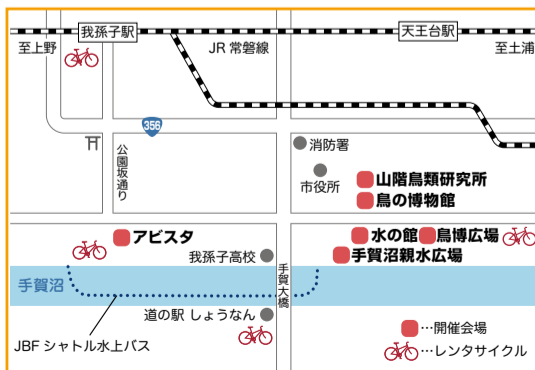 我孫子駅
天王台駅
至上野
JR 常磐線
至土浦
356
公園坂通り
消防署
市役所
山階鳥類研究所
鳥の博物館
アビスタ
水の館
鳥博広場
我孫子高校
手賀沼親水広場
手賀沼
手賀大橋
道の駅 しょうなん
JBF シャトル水上バス
…開催会場
…レンタサイクル